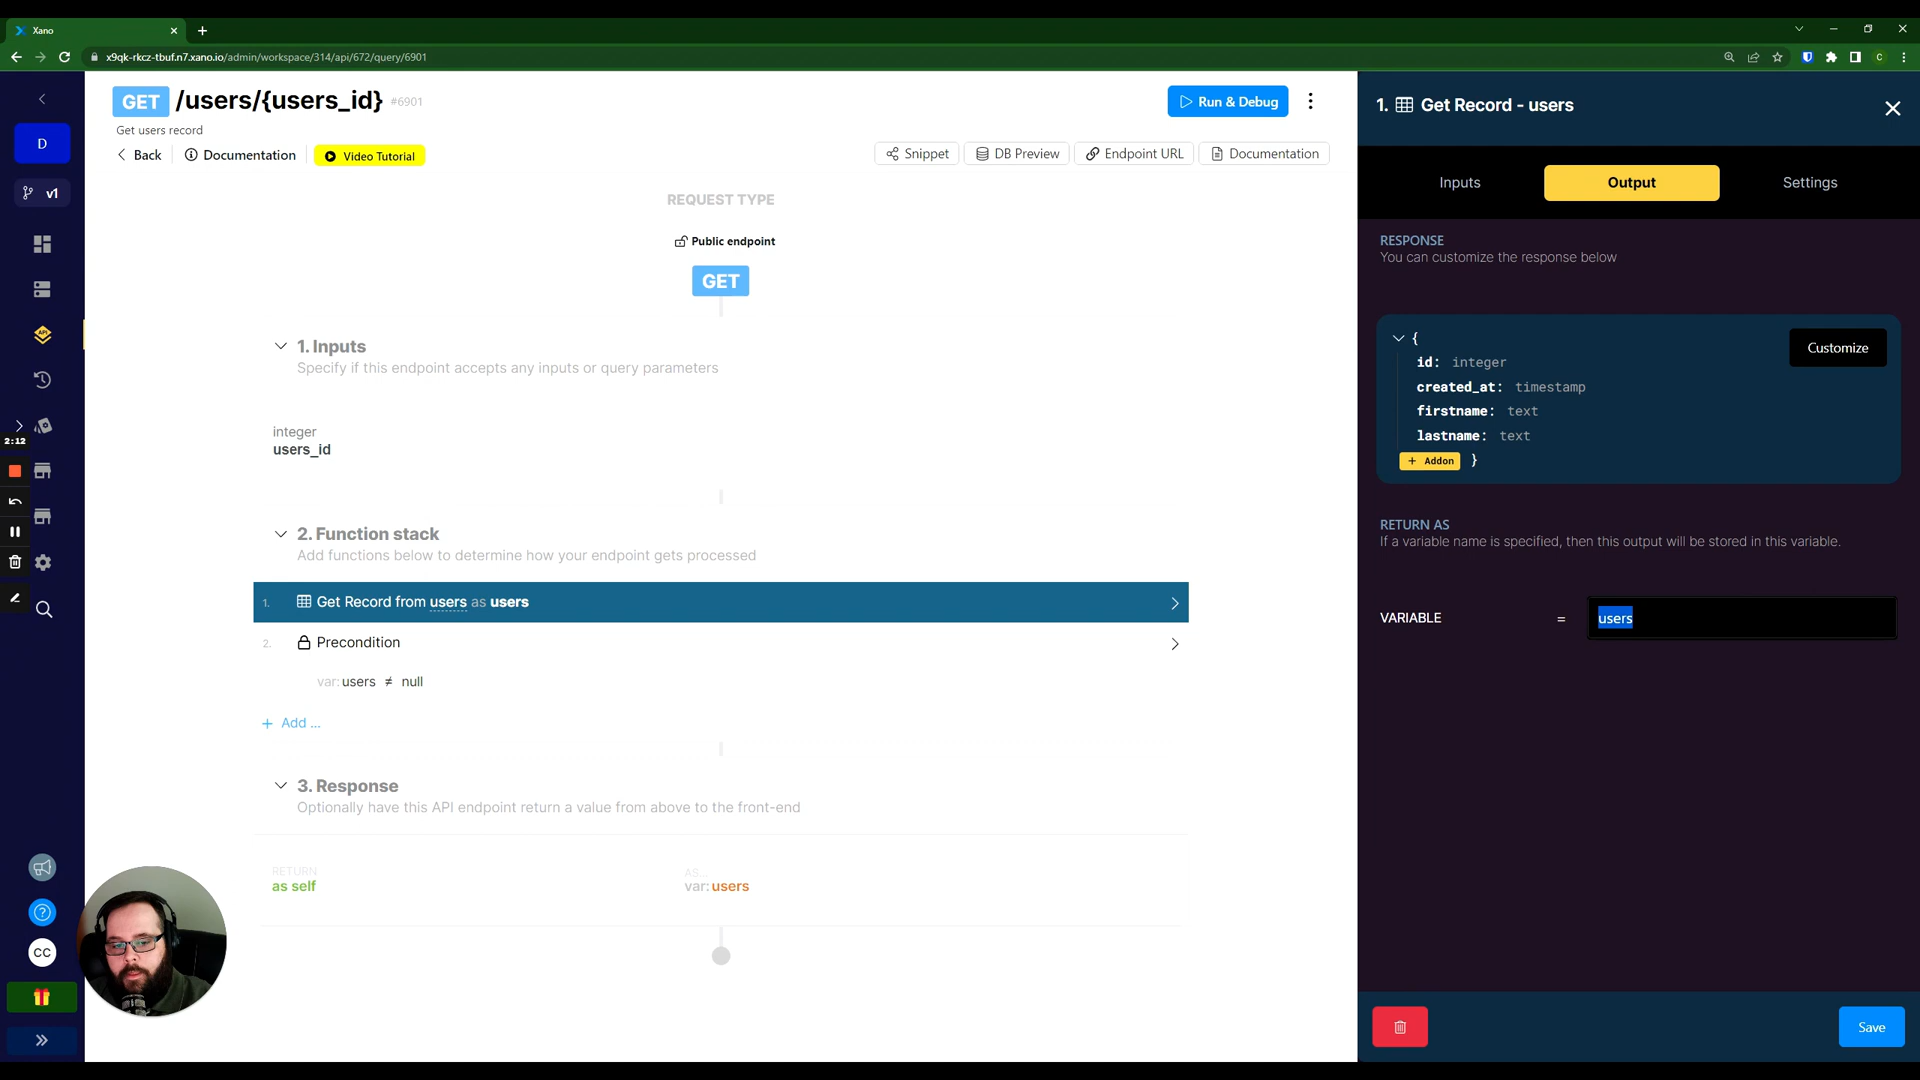 Xano
x9qk-rkcz-tbuf.n7.xano.io/admin/workspace/314/api/672/query/6901
C
D
v1
API
2:12
CC
GET /users/{users_id} #6901
Get users record
Back
Documentation
Video Tutorial
Run & Debug
Snippet
DB Preview
Endpoint URL
Documentation
REQUEST TYPE
Public endpoint
GET
1. Inputs
Specify if this endpoint accepts any inputs or query parameters
integer
users_id
2. Function stack
Add functions below to determine how your endpoint gets processed
1. Get Record from users as users
2. Precondition
var: users ≠ null
+ Add ...
3. Response
Optionally have this API endpoint return a value from above to the front-end
RETURN
as self
AS...
var: users
1. Get Record - users
Inputs
Output
Settings
RESPONSE
You can customize the response below
{
Customize
id: integer
created_at: timestamp
firstname: text
lastname: text
+ Addon }
RETURN AS
If a variable name is specified, then this output will be stored in this variable.
VARIABLE = users
Save